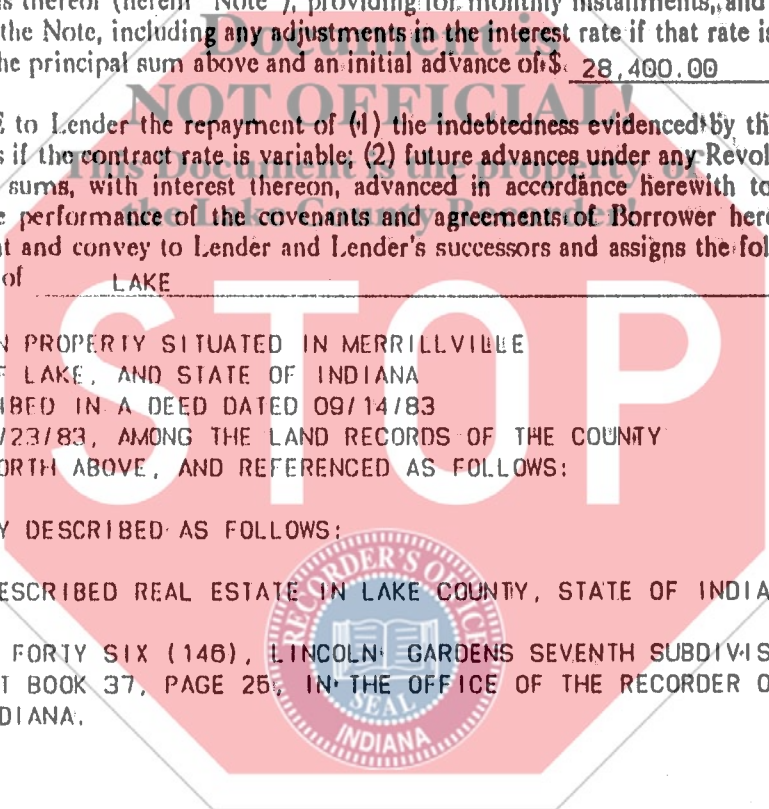 s thereof (herein "Note"), providing for monthly installments, and
the Note, including any adjustments in the interest rate if that rate is
he principal sum above and an initial advance of $ 28,400.00
Document is
NOT OFFICIAL!
E to Lender the repayment of (1) the indebtedness evidenced by th
s if the contract rate is variable; (2) future advances under any Revol
This Document is the property of
sums, with interest thereon, advanced in accordance herewith to
the Lake County Recorder!
e performance of the covenants and agreements of Borrower her
t and convey to Lender and Lender's successors and assigns the fol
of LAKE
STOP
N PROPERTY SITUATED IN MERRILLVILLE
F LAKE, AND STATE OF INDIANA
IBED IN A DEED DATED 09/14/83
/23/83, AMONG THE LAND RECORDS OF THE COUNTY
ORTH ABOVE, AND REFERENCED AS FOLLOWS:
Y DESCRIBED AS FOLLOWS:
ESCRIBED REAL ESTATE IN LAKE COUNTY, STATE OF INDIA
FORTY SIX (146), LINCOLN GARDENS SEVENTH SUBDIVIS
T BOOK 37, PAGE 25, IN THE OFFICE OF THE RECORDER O
DIANA.
RECORDER'S OFFICE
SEAL
INDIANA